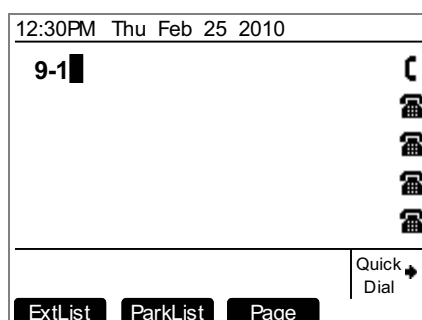 12:30PM Thu Feb 25 2010
9-1
Quick
Dial
ExtList ParkList Page